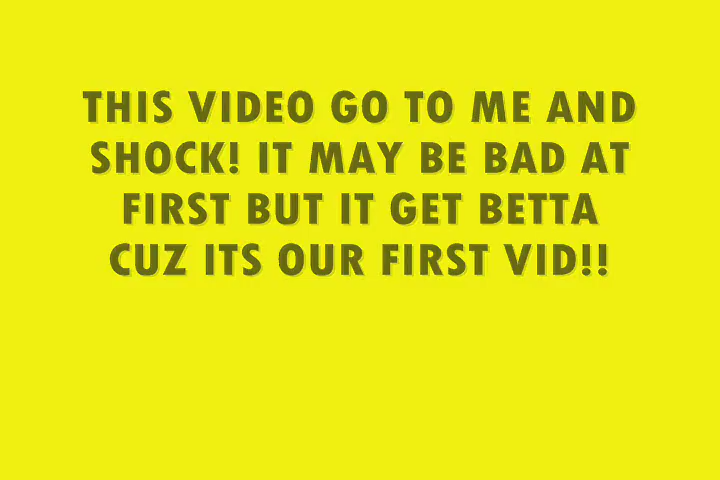 THIS VIDEO GO TO ME AND
SHOCK! IT MAY BE BAD AT
FIRST BUT IT GET BETTA
CUZ ITS OUR FIRST VID!!